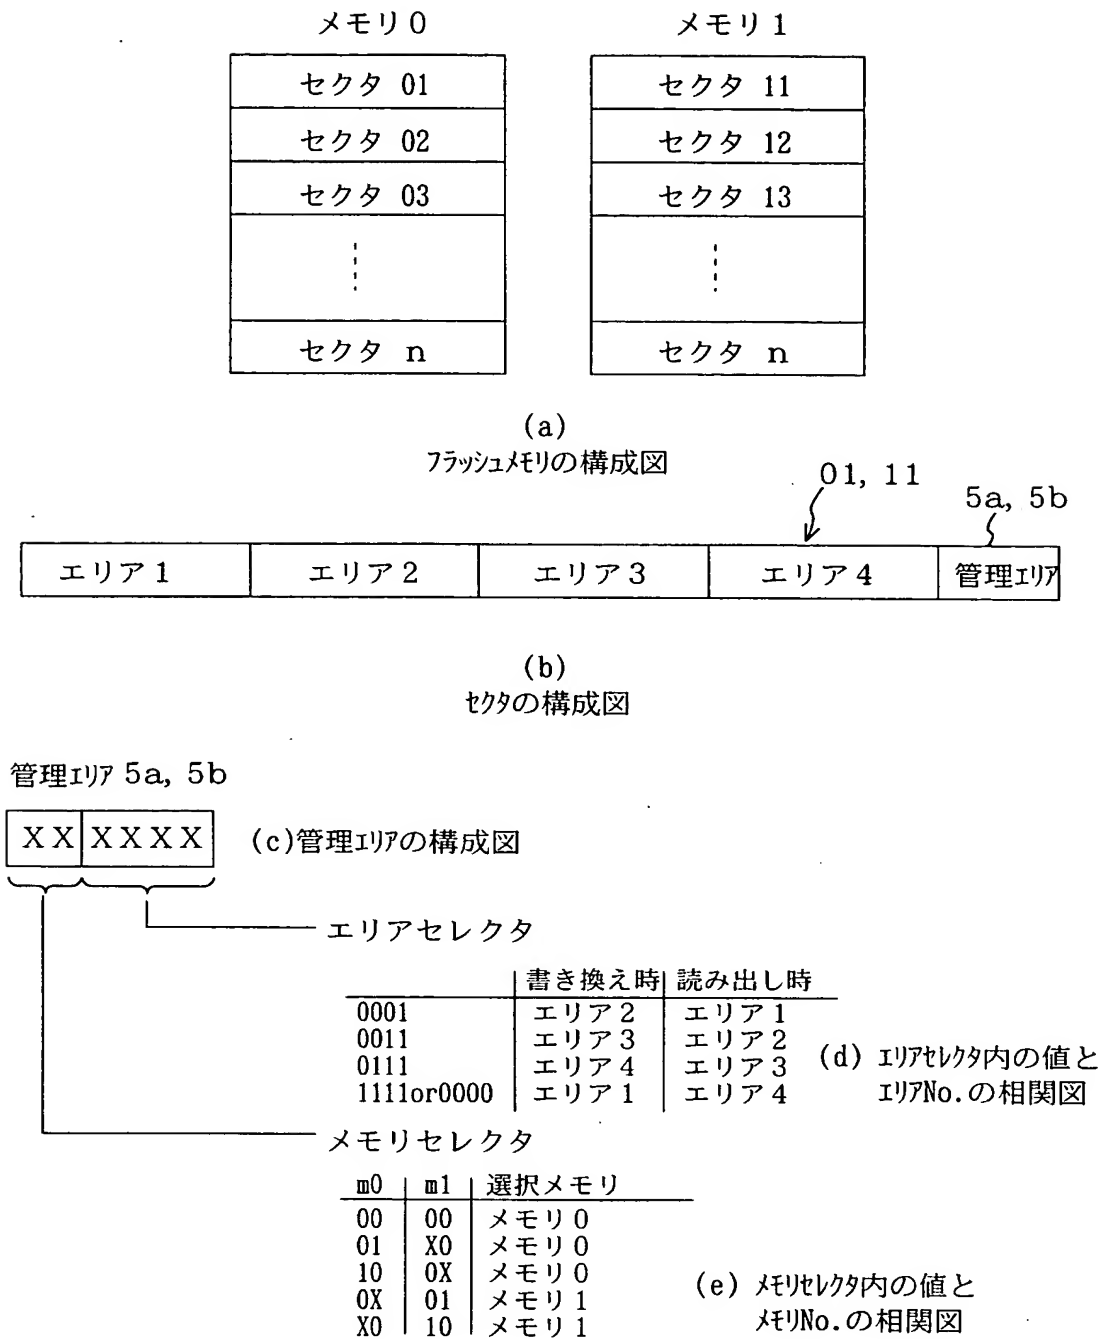 メモリ0 メモリ1
セクタ 01 セクタ 11
セクタ 02 セクタ 12
セクタ 03 セクタ 13
セクタ n セクタ n
(a)
フラッシュメモリの構成図
01, 11
5a, 5b
エリア1 エリア2 エリア3 エリア4 管理エリア
(b)
セクタの構成図
管理エリア 5a, 5b
XX XXXX (c)管理エリアの構成図
エリアセレクタ
書き換え時 読み出し時
0001 エリア2 エリア1
0011 エリア3 エリア2
0111 エリア4 エリア3
1111or0000 エリア1 エリア4
(d) エリアセレクタ内の値と
エリアNo.の相関図
メモリセレクタ
m0 m1 選択メモリ
00 00 メモリ0
01 X0 メモリ0
10 0X メモリ0
0X 01 メモリ1
X0 10 メモリ1
(e) メモリセレクタ内の値と
メモリNo.の相関図